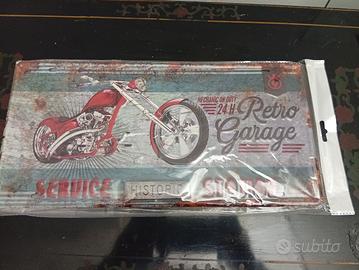 MECHANIC ON DUTY
24H
Retro
Garage
SERVICE
HISTORIC
subito